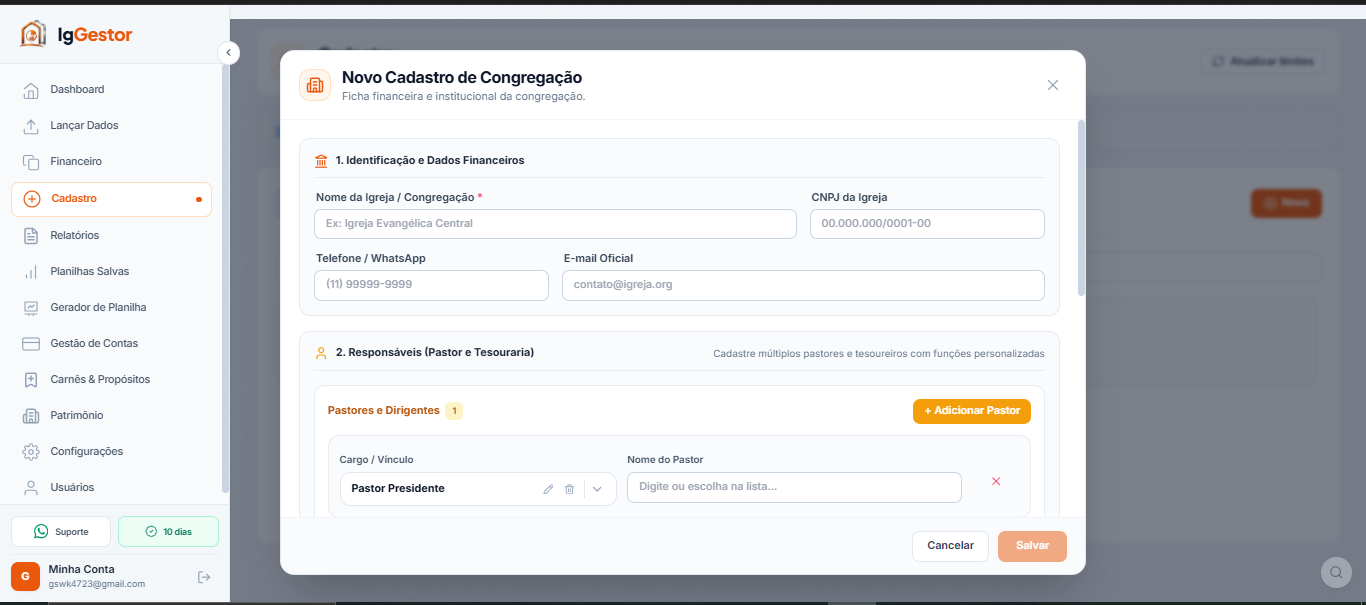 IgGestor
Dashboard
Lançar Dados
Financeiro
Cadastro
Relatórios
Planilhas Salvas
Gerador de Planilha
Gestão de Contas
Carnês & Propósitos
Patrimônio
Configurações
Usuários
Suporte
10 dias
G
Minha Conta
gswk4723@gmail.com
Atualizar limites
Novo
Novo Cadastro de Congregação
Ficha financeira e institucional da congregação.
1. Identificação e Dados Financeiros
Nome da Igreja / Congregação *
CNPJ da Igreja
Ex: Igreja Evangélica Central
00.000.000/0001-00
Telefone / WhatsApp
E-mail Oficial
(11) 99999-9999
contato@igreja.org
2. Responsáveis (Pastor e Tesouraria)
Cadastre múltiplos pastores e tesoureiros com funções personalizadas
Pastores e Dirigentes 1
+ Adicionar Pastor
Cargo / Vínculo
Nome do Pastor
Pastor Presidente
Digite ou escolha na lista...
Cancelar
Salvar